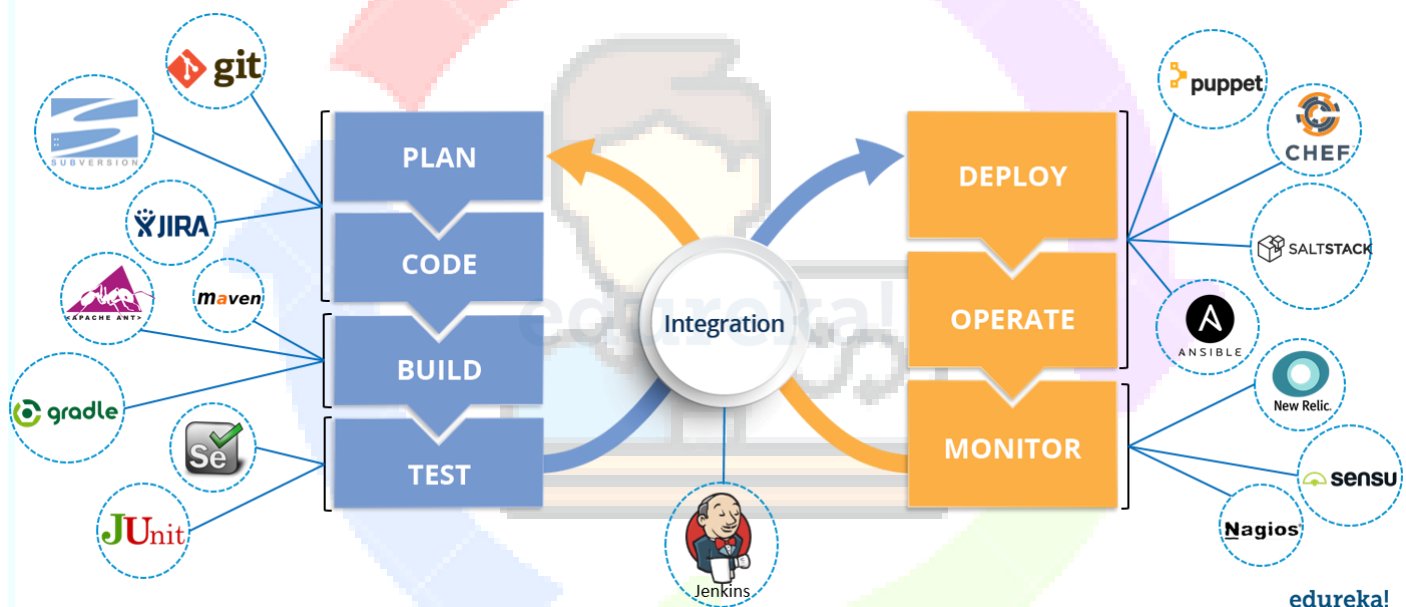 git
SUBVERSION
JIRA
<APACHE ANT>
maven
gradle
Se
JUnit
PLAN
CODE
BUILD
TEST
edureka!
Integration
Jenkins
DEPLOY
OPERATE
MONITOR
puppet
CHEF
SALTSTACK
A
ANSIBLE
New Relic.
sensu
Nagios®
edureka!